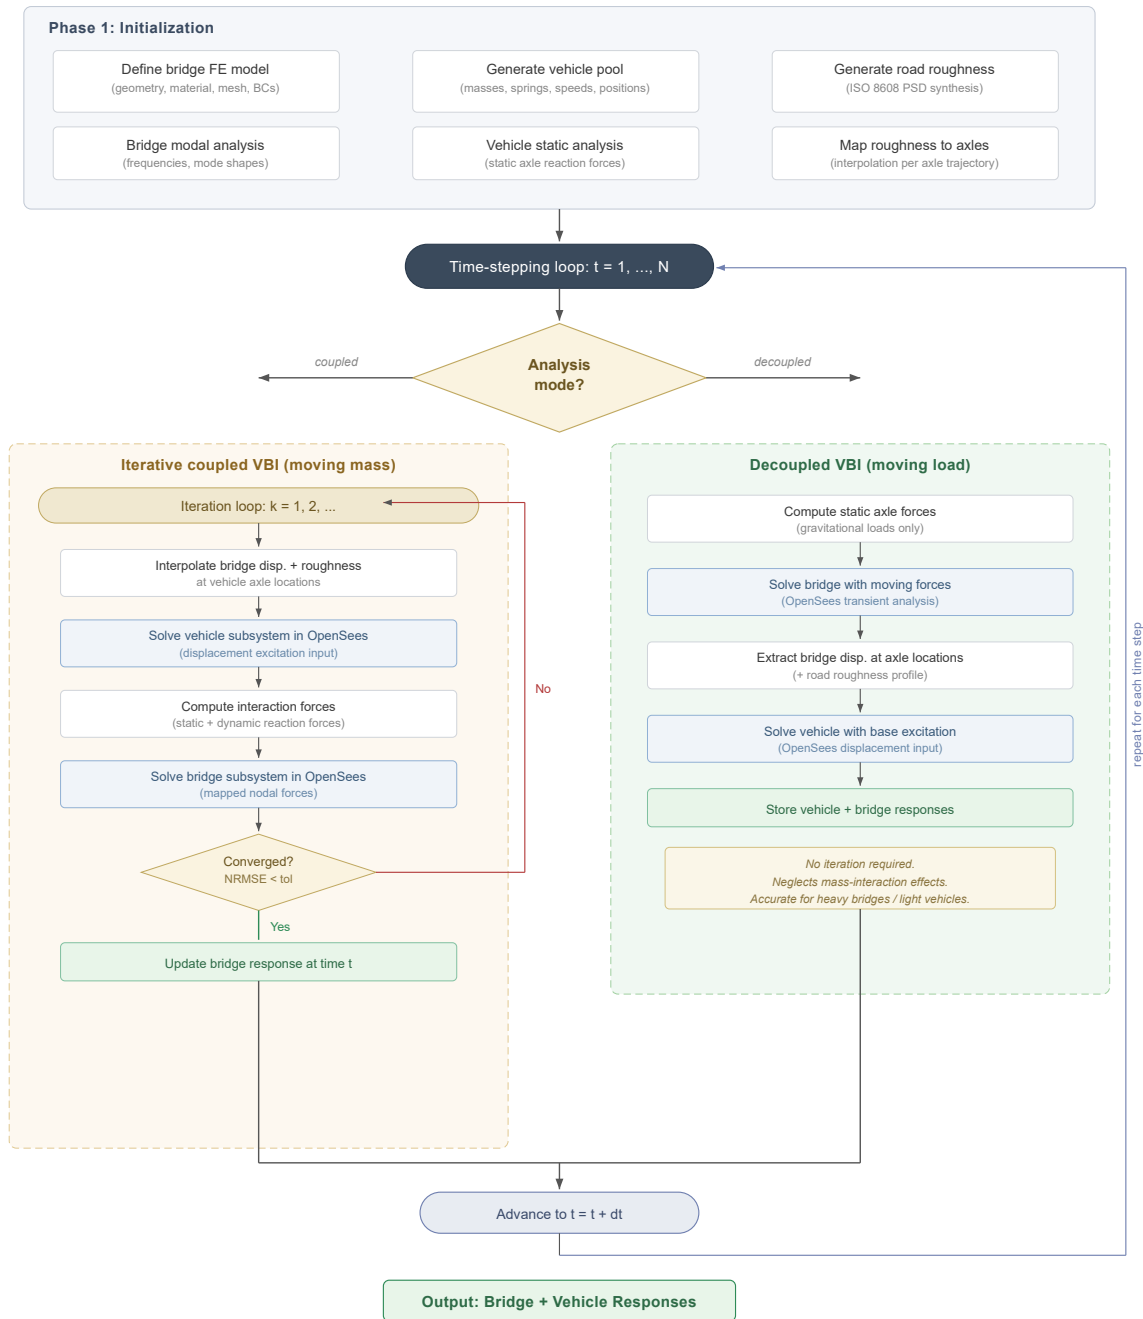 Phase 1: Initialization
Define bridge FE model
(geometry, material, mesh, BCs)
Generate vehicle pool
(masses, springs, speeds, positions)
Generate road roughness
(ISO 8608 PSD synthesis)
Bridge modal analysis
(frequencies, mode shapes)
Vehicle static analysis
(static axle reaction forces)
Map roughness to axles
(interpolation per axle trajectory)
Time-stepping loop: t = 1, ..., N
Analysis
mode?
coupled
decoupled
Iterative coupled VBI (moving mass)
Iteration loop: k = 1, 2, ...
Interpolate bridge disp. + roughness
at vehicle axle locations
Solve vehicle subsystem in OpenSees
(displacement excitation input)
Compute interaction forces
(static + dynamic reaction forces)
Solve bridge subsystem in OpenSees
(mapped nodal forces)
Converged?
NRMSE < tol
No
Yes
Update bridge response at time t
Decoupled VBI (moving load)
Compute static axle forces
(gravitational loads only)
Solve bridge with moving forces
(OpenSees transient analysis)
Extract bridge disp. at axle locations
(+ road roughness profile)
Solve vehicle with base excitation
(OpenSees displacement input)
Store vehicle + bridge responses
No iteration required.
Neglects mass-interaction effects.
Accurate for heavy bridges / light vehicles.
repeat for each time step
Advance to t = t + dt
Output: Bridge + Vehicle Responses